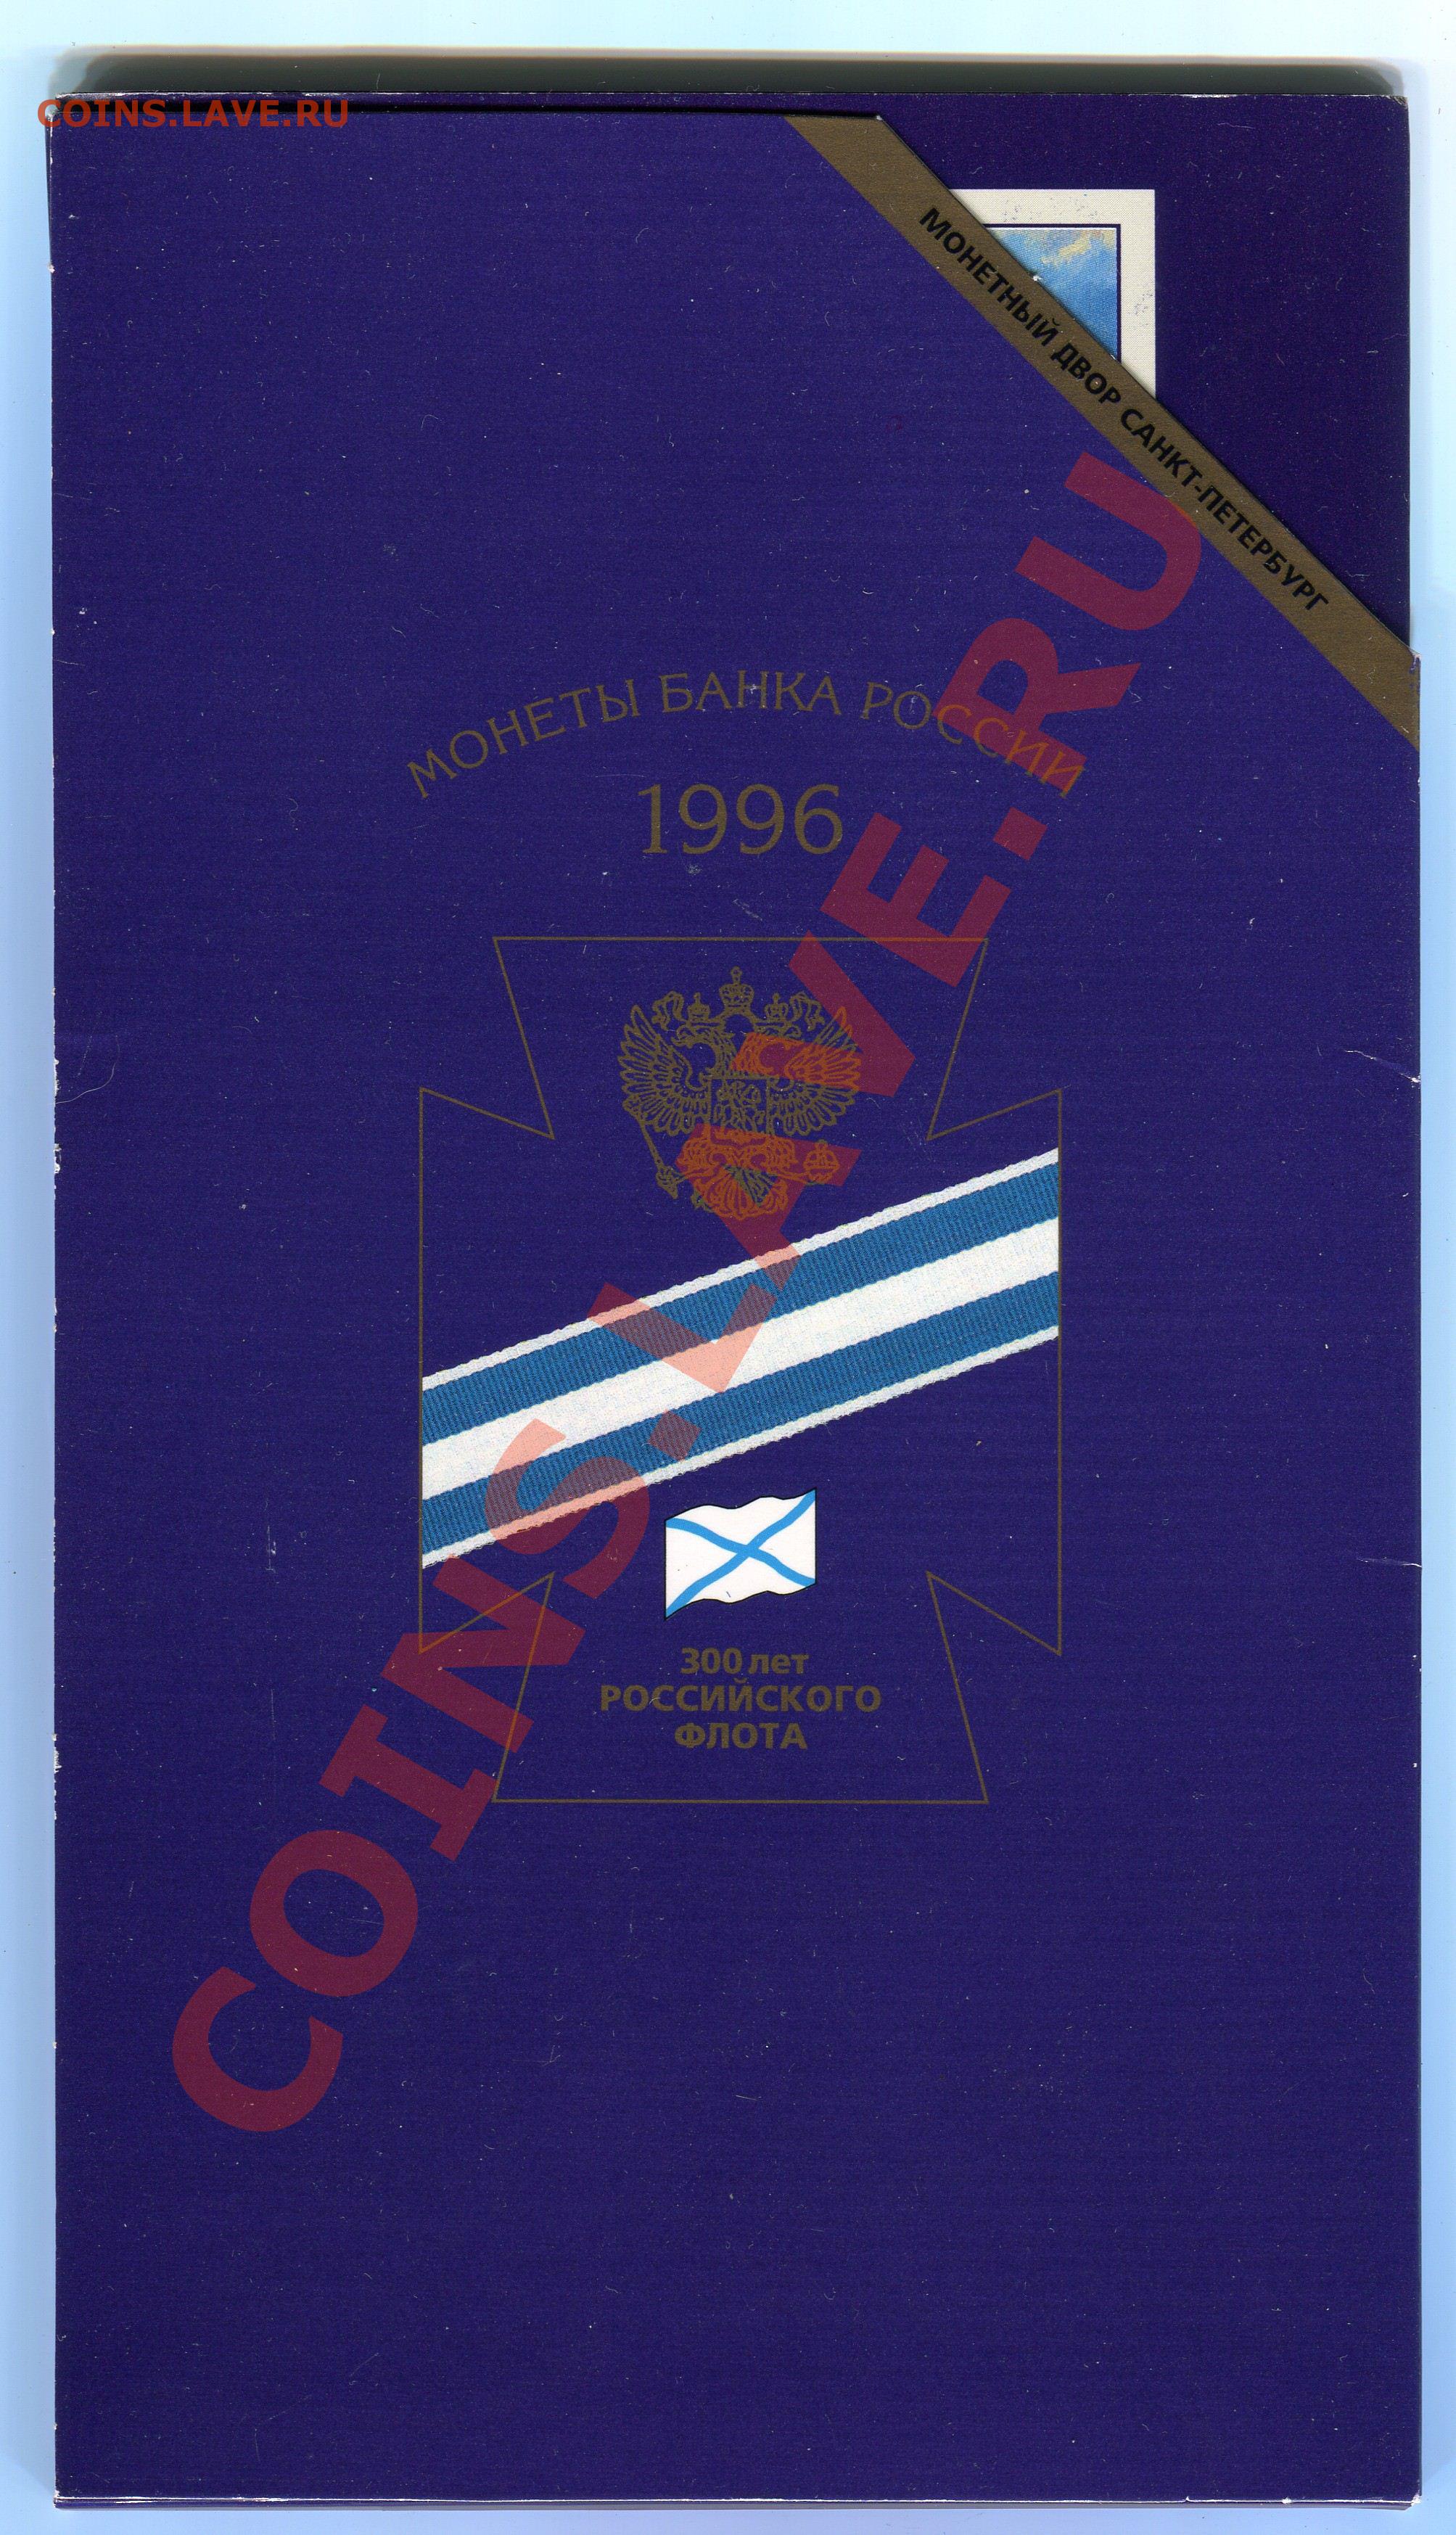 COINS.LAVE.RU
МОНЕТНЫЙ ДВОР САНКТ-ПЕТЕРБУРГ
МОНЕТЫ БАНКА РОССИИ
1996
300 лет
РОССИЙСКОГО
ФЛОТА
COINS.LAVE.RU